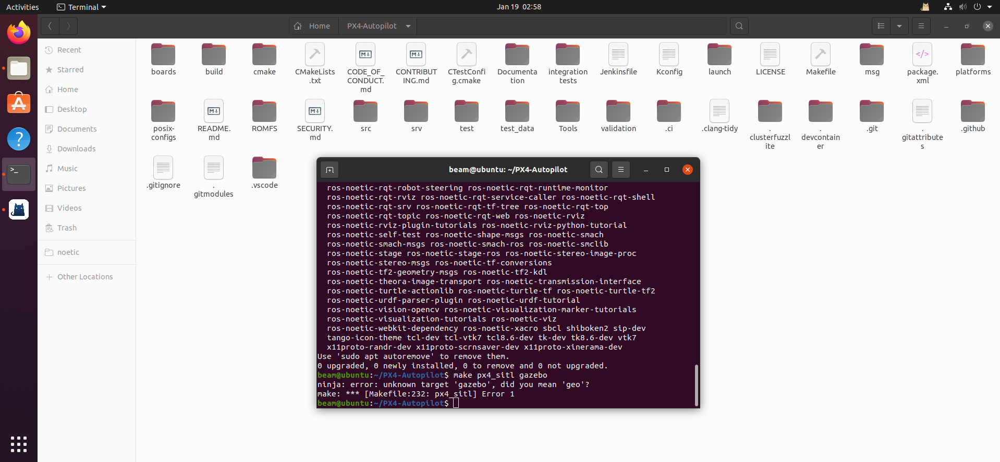 Activities
Terminal
Jan 19 02:58
Home
PX4-Autopilot
Recent
Starred
Home
Desktop
Documents
Downloads
Music
Pictures
Videos
Trash
noetic
Other Locations
boards
build
cmake
CMakeLists
.txt
CODE_OF_
CONDUCT.
md
CONTRIBUT
ING.md
CTestConfi
g.cmake
Documenta
tion
integration
tests
Jenkinsfile
Kconfig
launch
LICENSE
Makefile
msg
package.
xml
platforms
posix-
configs
README.
md
ROMFS
SECURITY.
md
src
srv
test
test_data
Tools
validation
.ci
.clang-tidy
.
clusterfuzzl
ite
.
devcontain
er
.git
.
gitattribute
s
.github
.gitignore
.
gitmodules
.vscode
beam@ubuntu: ~/PX4-Autopilot
ros-noetic-rqt-robot-steering ros-noetic-rqt-runtime-monitor
ros-noetic-rqt-rviz ros-noetic-rqt-service-caller ros-noetic-rqt-shell
ros-noetic-rqt-srv ros-noetic-rqt-tf-tree ros-noetic-rqt-top
ros-noetic-rqt-topic ros-noetic-rqt-web ros-noetic-rviz
ros-noetic-rviz-plugin-tutorials ros-noetic-rviz-python-tutorial
ros-noetic-self-test ros-noetic-shape-msgs ros-noetic-smach
ros-noetic-smach-msgs ros-noetic-smach-ros ros-noetic-smclib
ros-noetic-stage ros-noetic-stage-ros ros-noetic-stereo-image-proc
ros-noetic-stereo-msgs ros-noetic-tf-conversions
ros-noetic-tf2-geometry-msgs ros-noetic-tf2-kdl
ros-noetic-theora-image-transport ros-noetic-transmission-interface
ros-noetic-turtle-actionlib ros-noetic-turtle-tf ros-noetic-turtle-tf2
ros-noetic-urdf-parser-plugin ros-noetic-urdf-tutorial
ros-noetic-vision-opencv ros-noetic-visualization-marker-tutorials
ros-noetic-visualization-tutorials ros-noetic-viz
ros-noetic-webkit-dependency ros-noetic-xacro sbcl shiboken2 sip-dev
tango-icon-theme tcl-dev tcl-vtk7 tcl8.6-dev tk-dev tk8.6-dev vtk7
x11proto-randr-dev x11proto-scrnsaver-dev x11proto-xinerama-dev
Use 'sudo apt autoremove' to remove them.
0 upgraded, 0 newly installed, 0 to remove and 0 not upgraded.
beam@ubuntu:~/PX4-Autopilot$ make px4_sitl gazebo
ninja: error: unknown target 'gazebo', did you mean 'geo'?
make: *** [Makefile:232: px4_sitl] Error 1
beam@ubuntu:~/PX4-Autopilot$